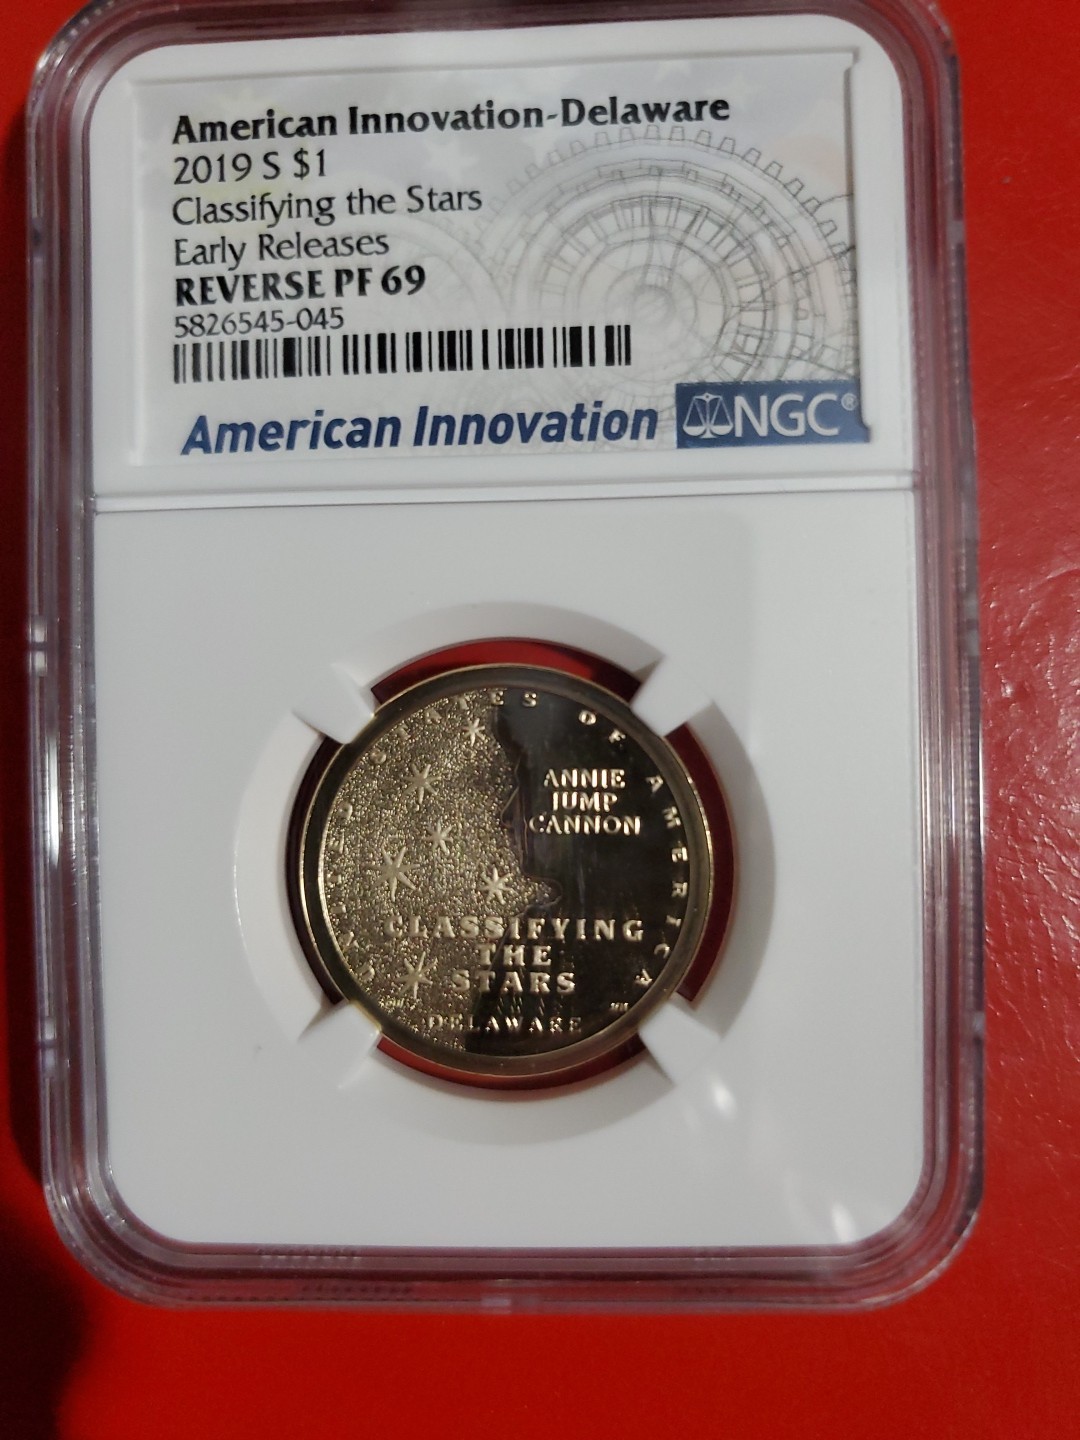 American Innovation-Delaware
2019 S $1
Classifying the Stars
Early Releases
REVERSE PF 69
5826545-045
American Innovation NGC®
UNITED STATES OF AMERICA
ANNIE
JUMP
CANNON
CLASSIFYING
THE
STARS
DELAWARE